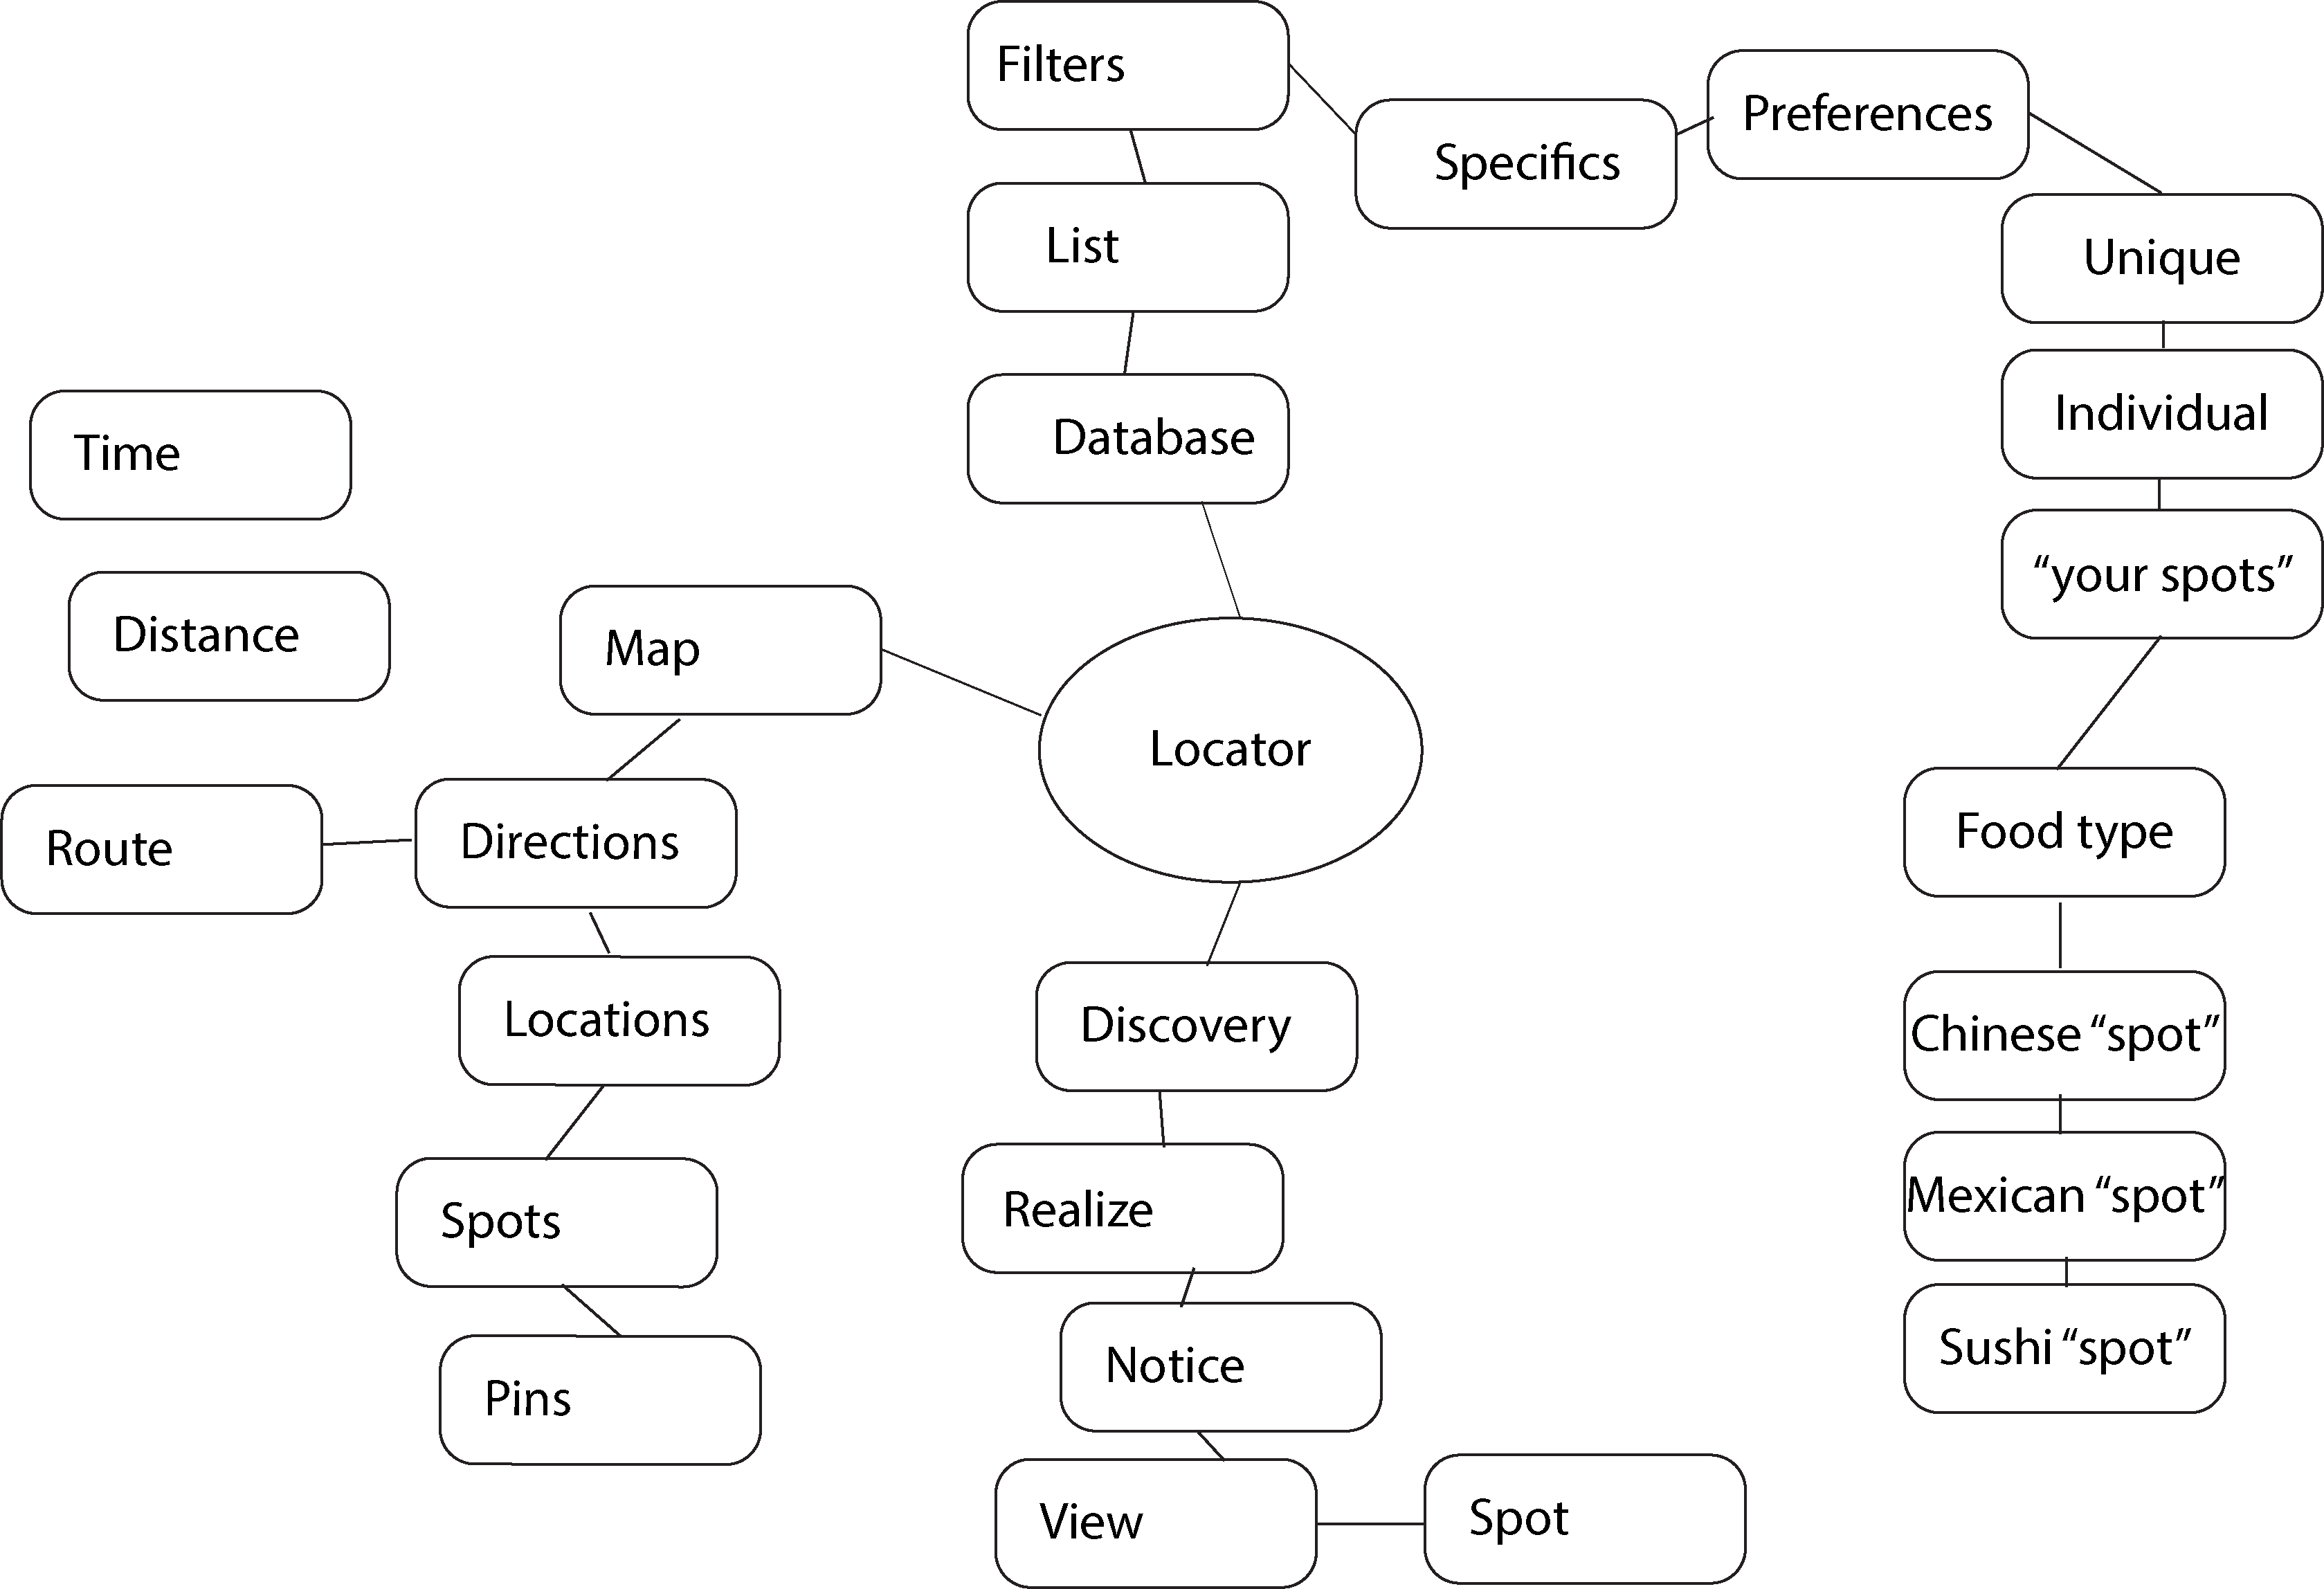 Filters
Preferences
Specifics
List
Unique
Individual
Database
Time
“your spots”
Distance
Map
Locator
Food type
Directions
Route
Locations
Discovery
Chinese “spot”
Mexican “spot”
Realize
Spots
Sushi “spot”
Notice
Pins
View
Spot